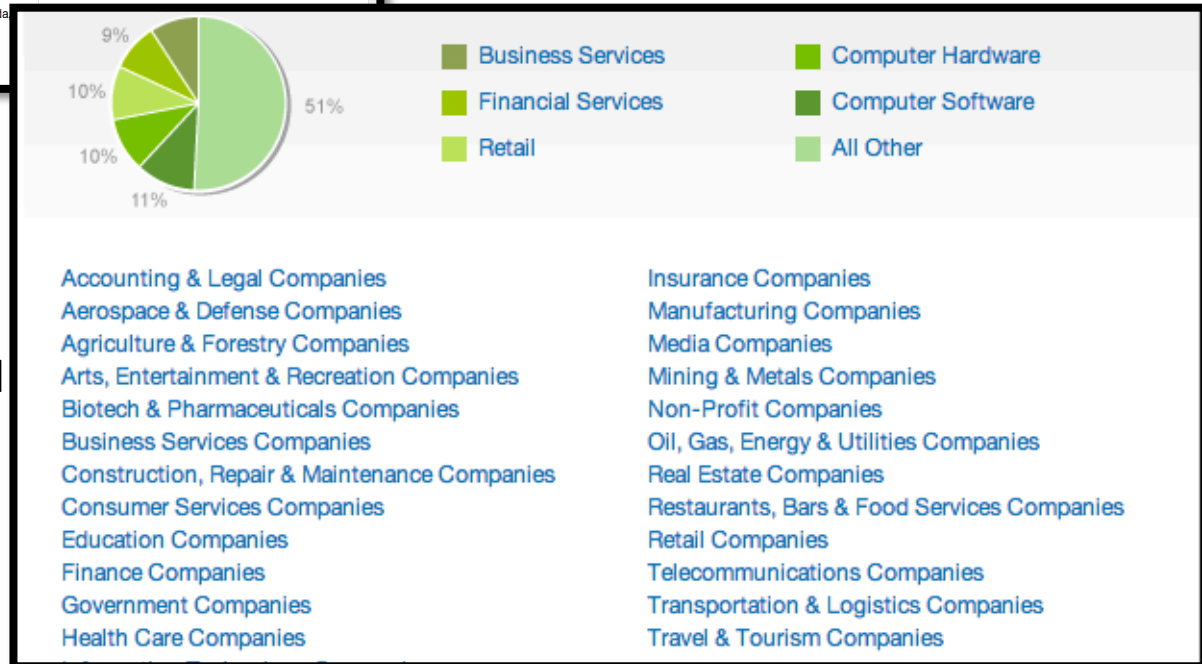 9%
10%
10%
11%
51%
Business Services
Financial Services
Retail
Computer Hardware
Computer Software
All Other
Accounting & Legal Companies
Aerospace & Defense Companies
Agriculture & Forestry Companies
Arts, Entertainment & Recreation Companies
Biotech & Pharmaceuticals Companies
Business Services Companies
Construction, Repair & Maintenance Companies
Consumer Services Companies
Education Companies
Finance Companies
Government Companies
Health Care Companies
Insurance Companies
Manufacturing Companies
Media Companies
Mining & Metals Companies
Non-Profit Companies
Oil, Gas, Energy & Utilities Companies
Real Estate Companies
Restaurants, Bars & Food Services Companies
Retail Companies
Telecommunications Companies
Transportation & Logistics Companies
Travel & Tourism Companies